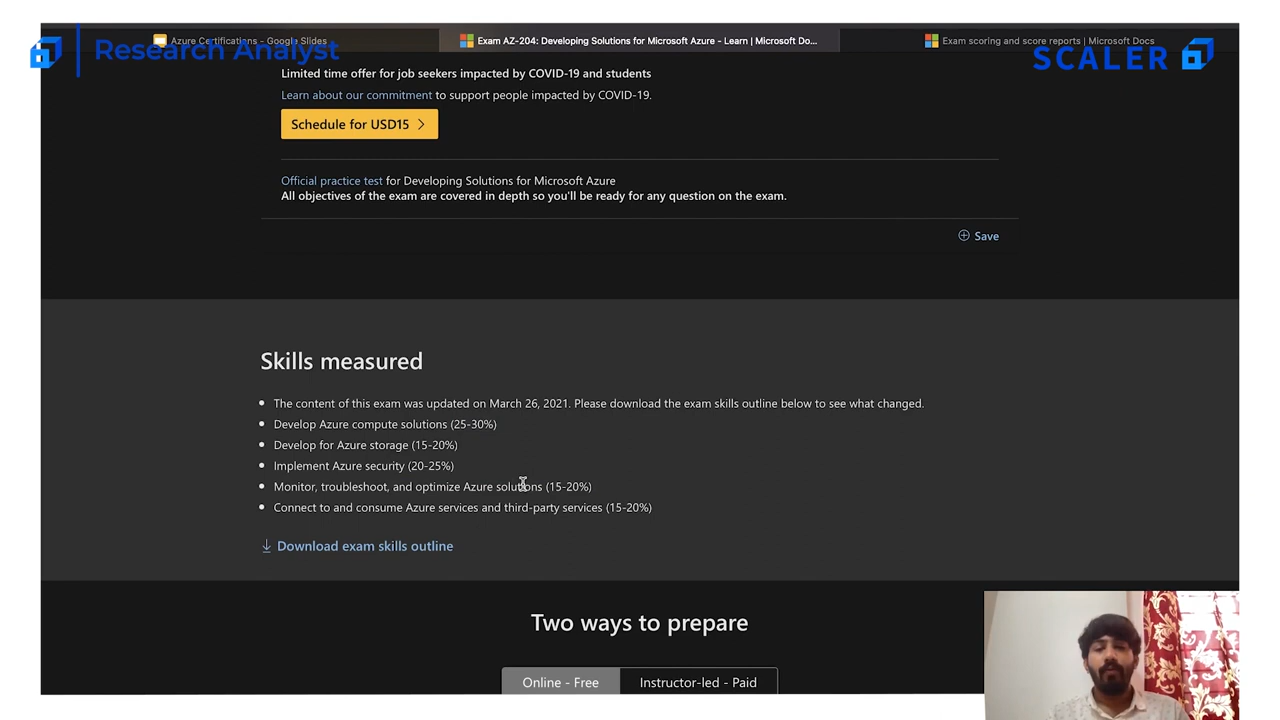 Azure Certifications - Google Slides
Exam AZ-204: Developing Solutions for Microsoft Azure - Learn | Microsoft Do...
Exam scoring and score reports | Microsoft Docs
Research Analyst
SCALER
Limited time offer for job seekers impacted by COVID-19 and students
Learn about our commitment to support people impacted by COVID-19.
Schedule for USD15
Official practice test for Developing Solutions for Microsoft Azure
All objectives of the exam are covered in depth so you'll be ready for any question on the exam.
Save
Skills measured
The content of this exam was updated on March 26, 2021. Please download the exam skills outline below to see what changed.
Develop Azure compute solutions (25-30%)
Develop for Azure storage (15-20%)
Implement Azure security (20-25%)
Monitor, troubleshoot, and optimize Azure solutions (15-20%)
Connect to and consume Azure services and third-party services (15-20%)
Download exam skills outline
Two ways to prepare
Online - Free
Instructor-led - Paid